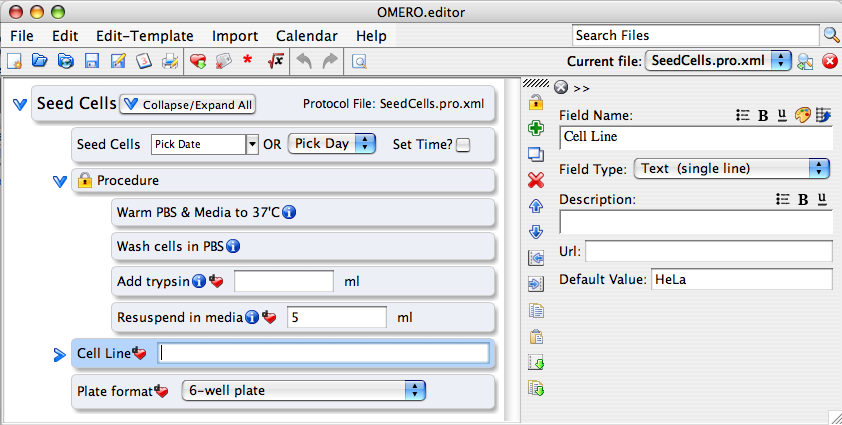 OMERO.editor
File Edit Edit-Template Import Calendar Help Search Files
Current file: SeedCells.pro.xml
Seed Cells Collapse/Expand All Protocol File: SeedCells.pro.xml
Seed Cells Pick Date OR Pick Day Set Time?
Procedure
Warm PBS & Media to 37'C
Wash cells in PBS
Add trypsin ml
Resuspend in media 5 ml
Cell Line
Plate format 6-well plate
>>
Field Name: B u
Cell Line
Field Type: Text (single line)
Description: B u
Url:
Default Value: HeLa